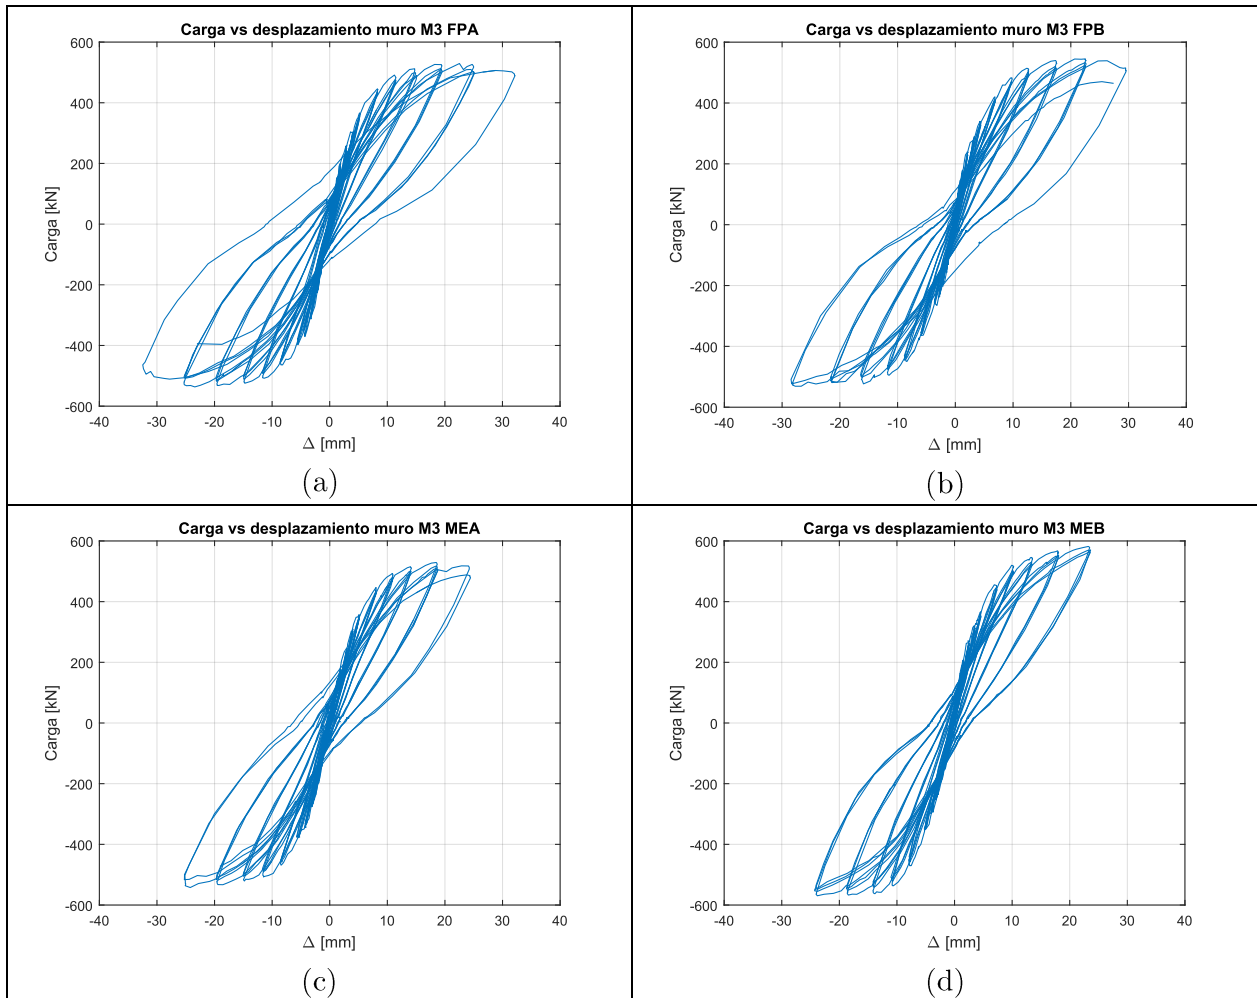 Carga vs desplazamiento muro M3 FPA
600
400
200
0
-200
-400
-600
Carga [kN]
-40 -30 -20 -10 0 10 20 30 40
Δ [mm]
(a)
Carga vs desplazamiento muro M3 FPB
600
400
200
0
-200
-400
-600
Carga [kN]
-40 -30 -20 -10 0 10 20 30 40
Δ [mm]
(b)
Carga vs desplazamiento muro M3 MEA
600
400
200
0
-200
-400
-600
Carga [kN]
-40 -30 -20 -10 0 10 20 30 40
Δ [mm]
(c)
Carga vs desplazamiento muro M3 MEB
600
400
200
0
-200
-400
-600
Carga [kN]
-40 -30 -20 -10 0 10 20 30 40
Δ [mm]
(d)